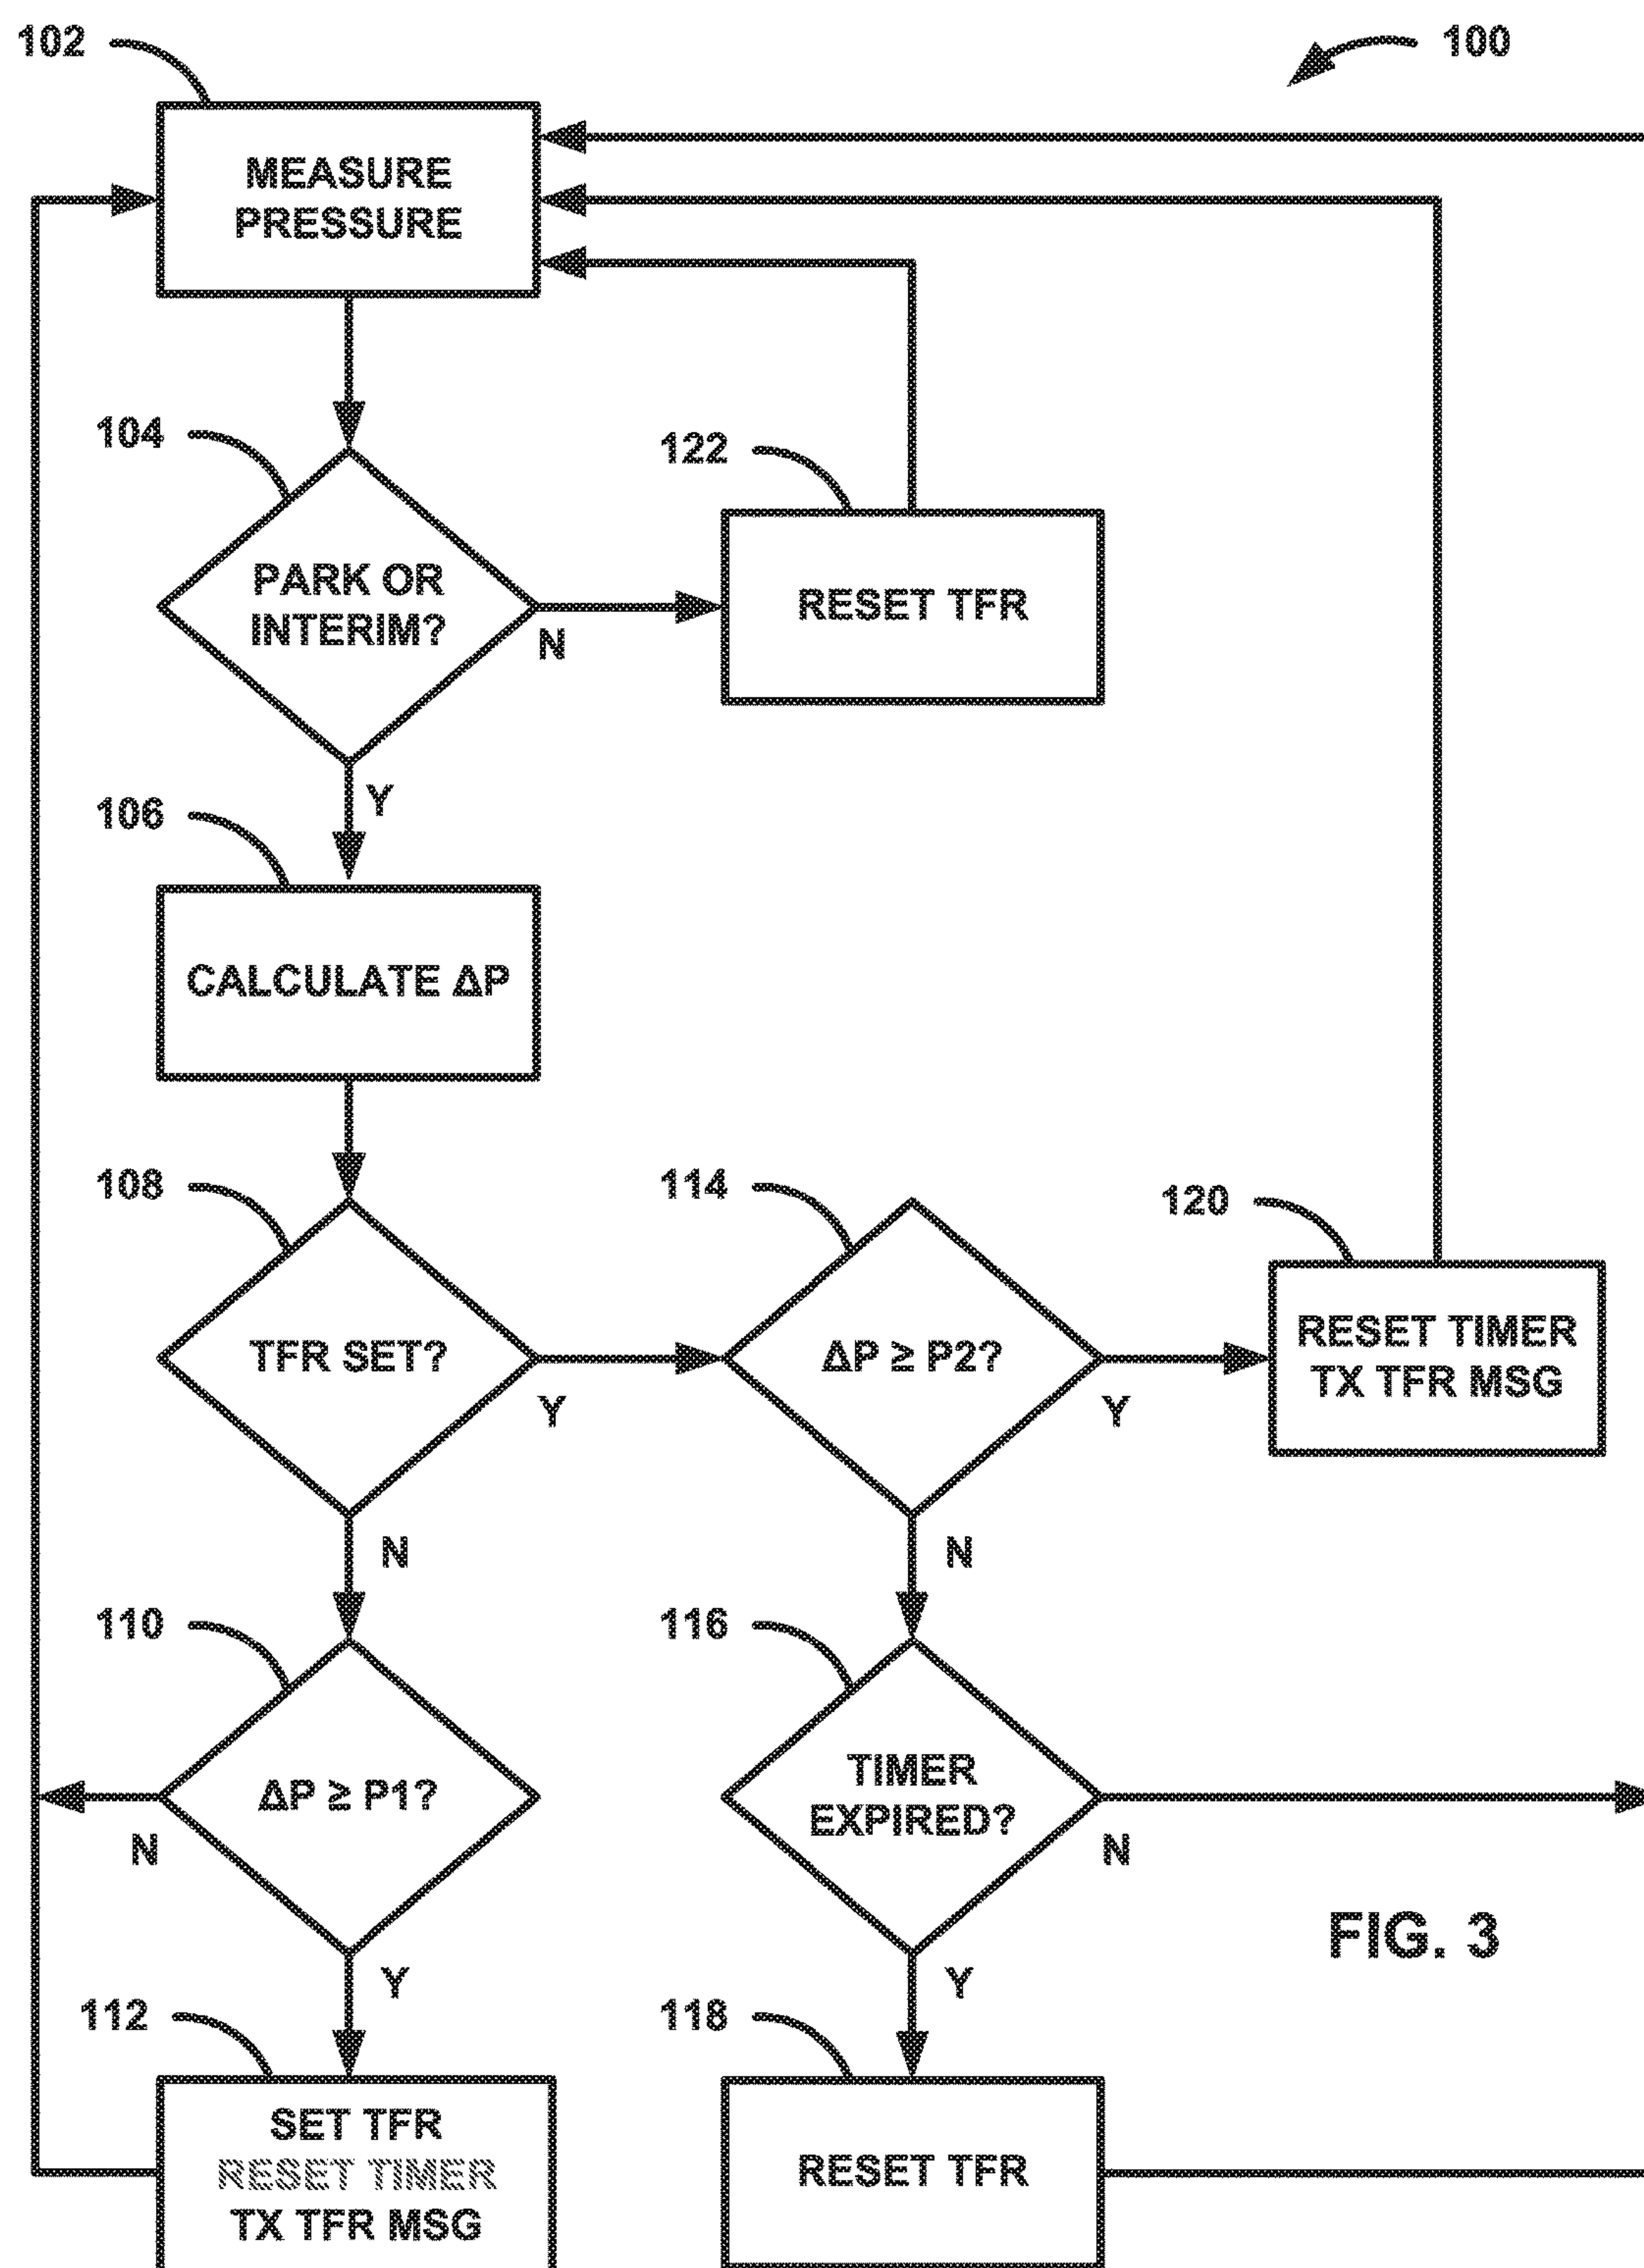 102
100
MEASURE
PRESSURE
104
122
PARK OR
INTERIM?
N
RESET TFR
Y
106
CALCULATE ΔP
108
114
120
TFR SET?
Y
ΔP ≥ P2?
Y
RESET TIMER
TX TFR MSG
N
N
110
116
ΔP ≥ P1?
N
TIMER
EXPIRED?
N
FIG. 3
Y
Y
112
118
SET TFR
RESET TIMER
TX TFR MSG
RESET TFR